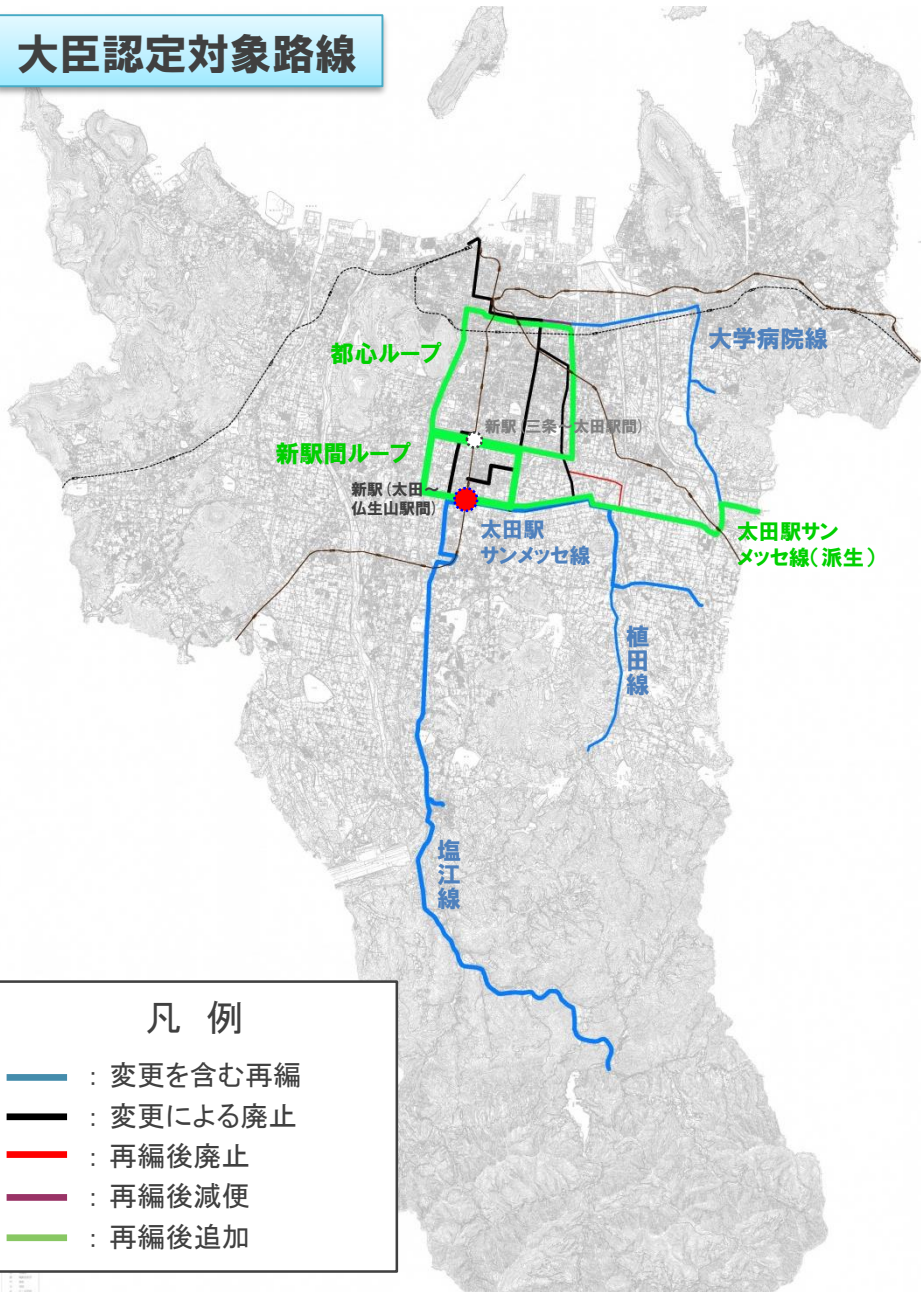 大臣認定対象路線
都心ループ
大学病院線
新駅（三条～太田駅間）
新駅間ループ
新駅（太田～
仏生山駅間）
太田駅
サンメッセ線
太田駅サン
メッセ線（派生）
植田線
塩江線
凡 例
：変更を含む再編
：変更による廃止
：再編後廃止
：再編後減便
：再編後追加